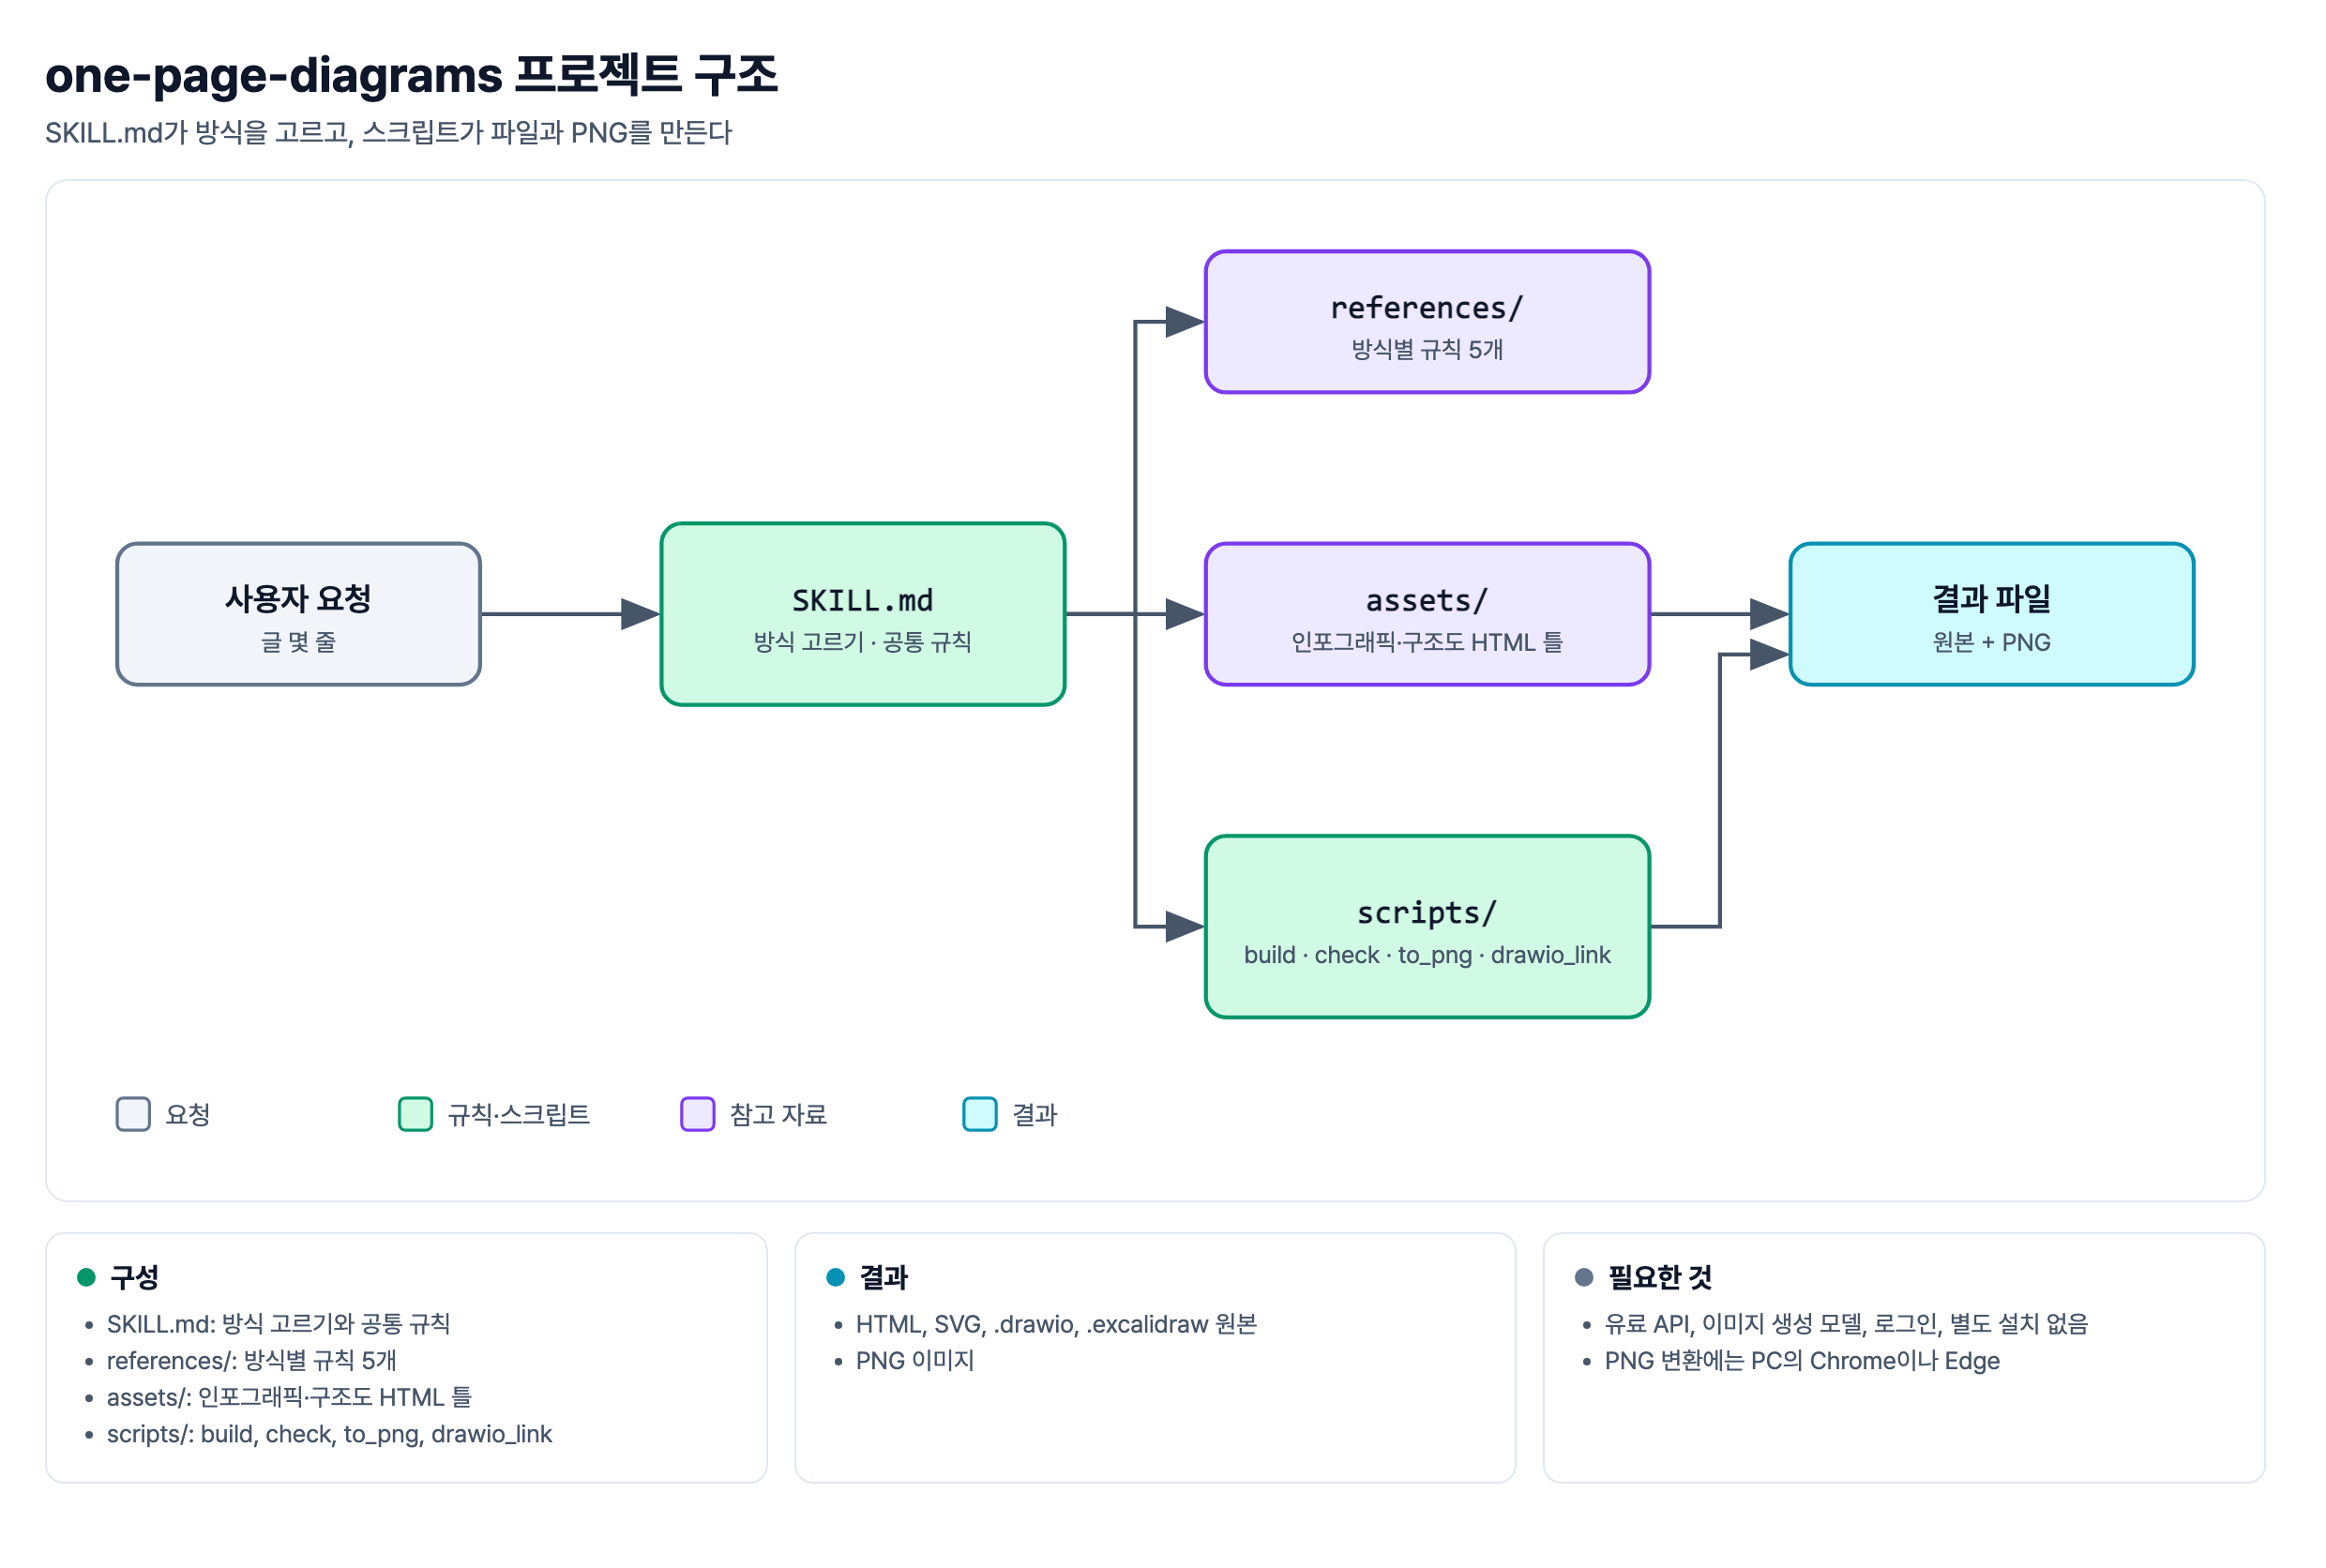 one-page-diagrams 프로젝트 구조
SKILL.md가 방식을 고르고, 스크립트가 파일과 PNG를 만든다
references/
방식별 규칙 5개
사용자 요청
글 몇 줄
SKILL.md
방식 고르기 · 공통 규칙
assets/
인포그래픽·구조도 HTML 틀
결과 파일
원본 + PNG
scripts/
build · check · to_png · drawio_link
요청
규칙·스크립트
참고 자료
결과
구성
• SKILL.md: 방식 고르기와 공통 규칙
• references/: 방식별 규칙 5개
• assets/: 인포그래픽·구조도 HTML 틀
• scripts/: build, check, to_png, drawio_link
결과
• HTML, SVG, .drawio, .excalidraw 원본
• PNG 이미지
필요한 것
• 유료 API, 이미지 생성 모델, 로그인, 별도 설치 없음
• PNG 변환에는 PC의 Chrome이나 Edge